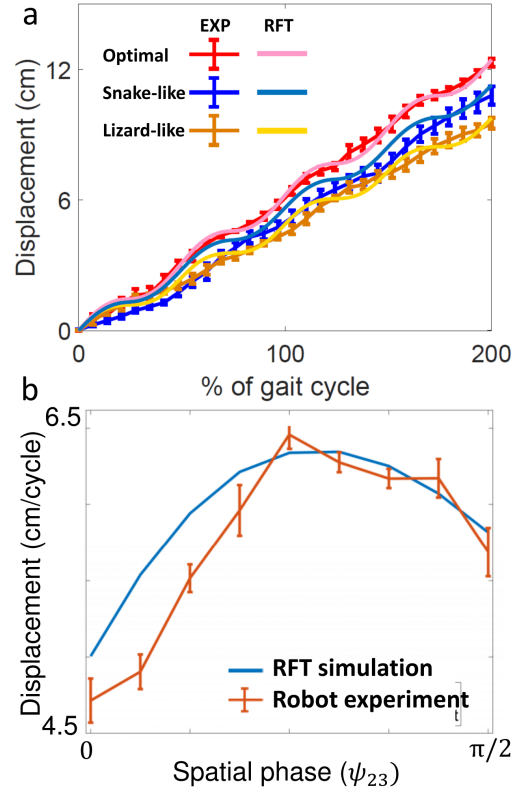 a
EXP RFT
Optimal
Snake-like
Lizard-like
Displacement (cm)
12
6
0
0 100 200
% of gait cycle
b
6.5
Displacement (cm/cycle)
RFT simulation
Robot experiment
t
4.5
0 π/2
Spatial phase (ψ₂₃)